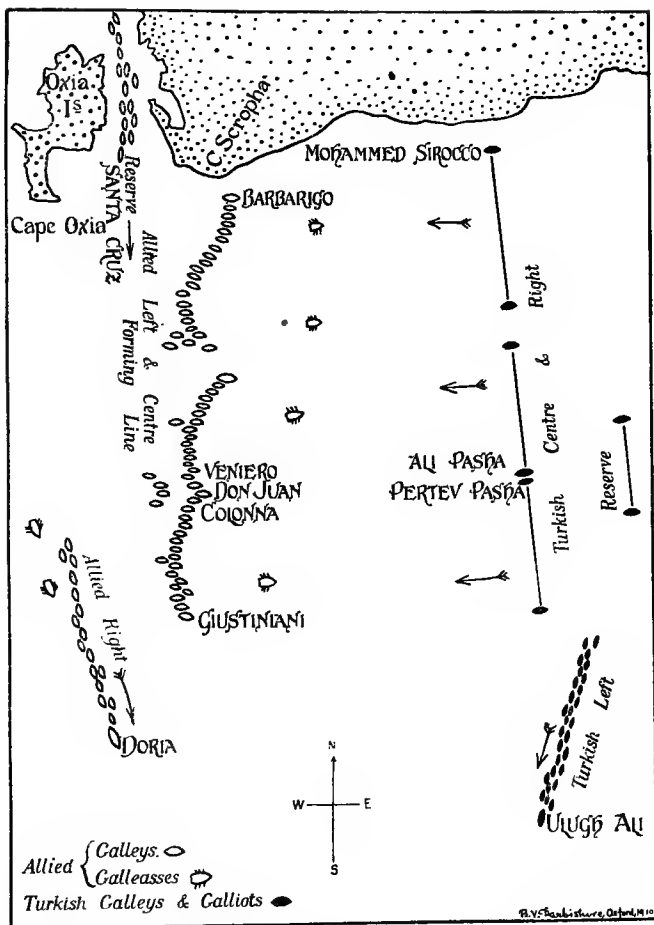 Oxia
Is
C Scropha
MOHAMMED SIROCCO
Reserve
SANTA CRUZ
Cape Oxia
BARBARIGO
Allied Left & Centre
Forming Line
Right
&
Centre
Turkish
ALI PASHA
PERTEV PASHA
Reserve
VENIERO
DON JUAN
COLONNA
GIUSTINIANI
Allied Right
DORIA
Turkish Left
ULUGH ALI
N
W E
S
Allied { Galleys.
Galleasses
Turkish Galleys & Galliots
B.V. Darbishire, Oxford, 1910